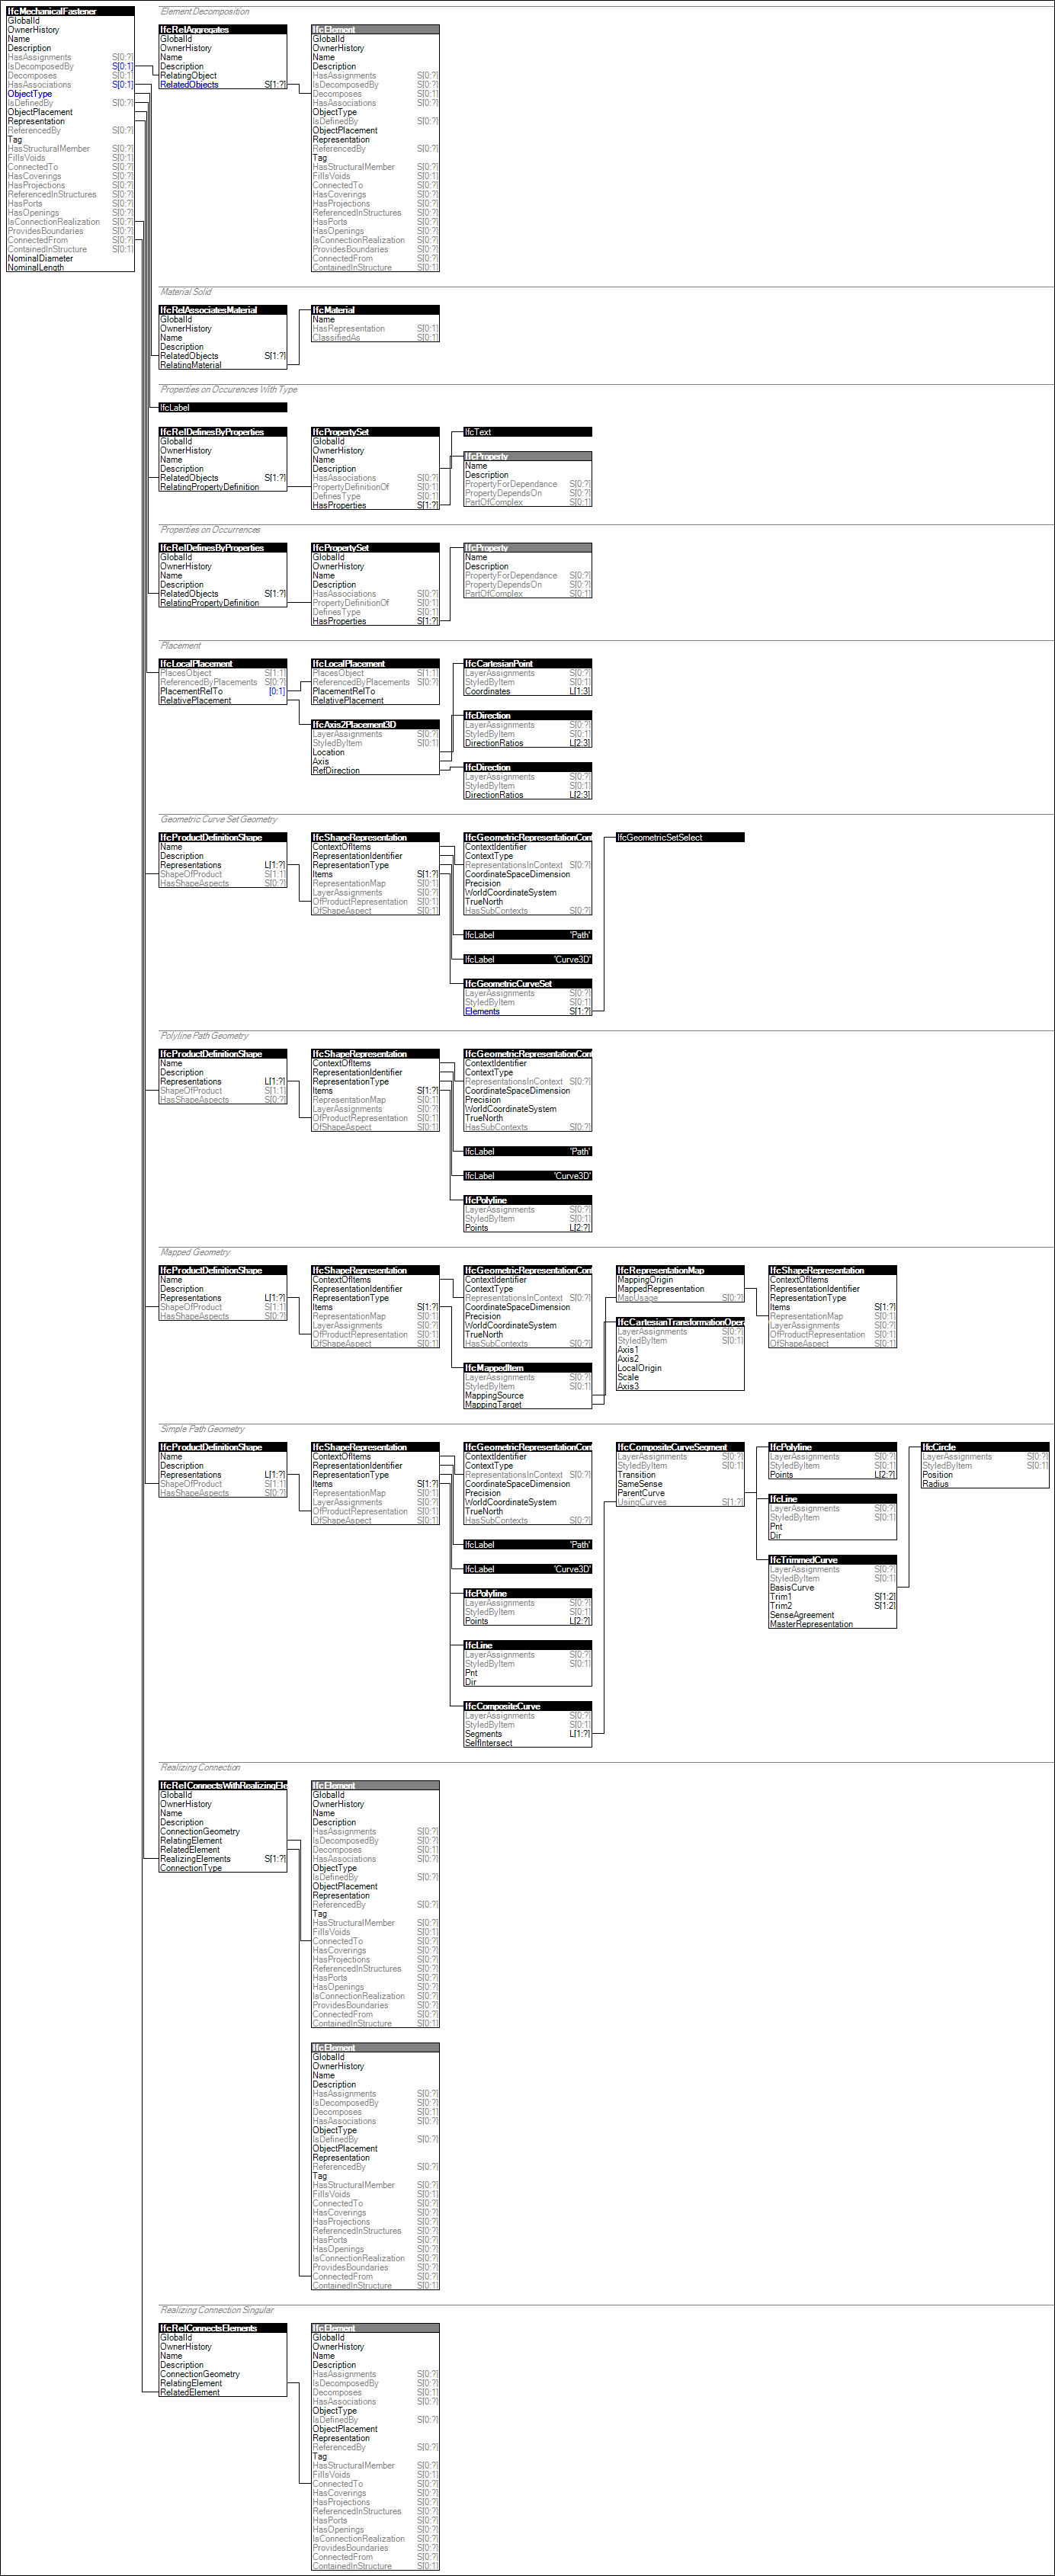 IfcMechanicalFastener
GlobalId
OwnerHistory
Name
Description
HasAssignments S[0:?]
IsDecomposedBy S[0:1]
Decomposes S[0:1]
HasAssociations S[0:1]
ObjectType
IsDefinedBy S[0:?]
ObjectPlacement
Representation
ReferencedBy S[0:?]
Tag
HasStructuralMember S[0:?]
FillsVoids S[0:1]
ConnectedTo S[0:?]
HasCoverings S[0:?]
HasProjections S[0:?]
ReferencedInStructures S[0:?]
HasPorts S[0:?]
HasOpenings S[0:?]
IsConnectionRealization S[0:?]
ProvidesBoundaries S[0:?]
ConnectedFrom S[0:?]
ContainedInStructure S[0:1]
NominalDiameter
NominalLength
Element Decomposition
IfcRelAggregates
GlobalId
OwnerHistory
Name
Description
RelatingObject
RelatedObjects S[1:?]
IfcElement
GlobalId
OwnerHistory
Name
Description
HasAssignments S[0:?]
IsDecomposedBy S[0:?]
Decomposes S[0:1]
HasAssociations S[0:?]
ObjectType
IsDefinedBy S[0:?]
ObjectPlacement
Representation
ReferencedBy S[0:?]
Tag
HasStructuralMember S[0:?]
FillsVoids S[0:1]
ConnectedTo S[0:?]
HasCoverings S[0:?]
HasProjections S[0:?]
ReferencedInStructures S[0:?]
HasPorts S[0:?]
HasOpenings S[0:?]
IsConnectionRealization S[0:?]
ProvidesBoundaries S[0:?]
ConnectedFrom S[0:?]
ContainedInStructure S[0:1]
Material Solid
IfcRelAssociatesMaterial
GlobalId
OwnerHistory
Name
Description
RelatedObjects S[1:?]
RelatingMaterial
IfcMaterial
Name
HasRepresentation S[0:1]
ClassifiedAs S[0:1]
Properties on Occurences With Type
IfcLabel
IfcRelDefinesByProperties
GlobalId
OwnerHistory
Name
Description
RelatedObjects S[1:?]
RelatingPropertyDefinition
IfcPropertySet
GlobalId
OwnerHistory
Name
Description
HasAssociations S[0:?]
PropertyDefinitionOf S[0:1]
DefinesType S[0:1]
HasProperties S[1:?]
IfcText
IfcProperty
Name
Description
PropertyForDependance S[0:?]
PropertyDependsOn S[0:?]
PartOfComplex S[0:1]
Properties on Occurrences
IfcRelDefinesByProperties
GlobalId
OwnerHistory
Name
Description
RelatedObjects S[1:?]
RelatingPropertyDefinition
IfcPropertySet
GlobalId
OwnerHistory
Name
Description
HasAssociations S[0:?]
PropertyDefinitionOf S[0:1]
DefinesType S[0:1]
HasProperties S[1:?]
IfcProperty
Name
Description
PropertyForDependance S[0:?]
PropertyDependsOn S[0:?]
PartOfComplex S[0:1]
Placement
IfcLocalPlacement
PlacesObject S[1:1]
ReferencedByPlacements S[0:?]
PlacementRelTo [0:1]
RelativePlacement
IfcLocalPlacement
PlacesObject S[1:1]
ReferencedByPlacements S[0:?]
PlacementRelTo
RelativePlacement
IfcAxis2Placement3D
LayerAssignments S[0:?]
StyledByItem S[0:1]
Location
Axis
RefDirection
IfcCartesianPoint
LayerAssignments S[0:?]
StyledByItem S[0:1]
Coordinates L[1:3]
IfcDirection
LayerAssignments S[0:?]
StyledByItem S[0:1]
DirectionRatios L[2:3]
IfcDirection
LayerAssignments S[0:?]
StyledByItem S[0:1]
DirectionRatios L[2:3]
Geometric Curve Set Geometry
IfcProductDefinitionShape
Name
Description
Representations L[1:?]
ShapeOfProduct S[1:1]
HasShapeAspects S[0:?]
IfcShapeRepresentation
ContextOfItems
RepresentationIdentifier
RepresentationType
Items S[1:?]
RepresentationMap S[0:1]
LayerAssignments S[0:?]
OfProductRepresentation S[0:1]
OfShapeAspect S[0:1]
IfcGeometricRepresentationCon
ContextIdentifier
ContextType
RepresentationsInContext S[0:?]
CoordinateSpaceDimension
Precision
WorldCoordinateSystem
TrueNorth
HasSubContexts S[0:?]
IfcLabel 'Path'
IfcLabel 'Curve3D'
IfcGeometricCurveSet
LayerAssignments S[0:?]
StyledByItem S[0:1]
Elements S[1:?]
IfcGeometricSetSelect
Polyline Path Geometry
IfcProductDefinitionShape
Name
Description
Representations L[1:?]
ShapeOfProduct S[1:1]
HasShapeAspects S[0:?]
IfcShapeRepresentation
ContextOfItems
RepresentationIdentifier
RepresentationType
Items S[1:?]
RepresentationMap S[0:1]
LayerAssignments S[0:?]
OfProductRepresentation S[0:1]
OfShapeAspect S[0:1]
IfcGeometricRepresentationCon
ContextIdentifier
ContextType
RepresentationsInContext S[0:?]
CoordinateSpaceDimension
Precision
WorldCoordinateSystem
TrueNorth
HasSubContexts S[0:?]
IfcLabel 'Path'
IfcLabel 'Curve3D'
IfcPolyline
LayerAssignments S[0:?]
StyledByItem S[0:1]
Points L[2:?]
Mapped Geometry
IfcProductDefinitionShape
Name
Description
Representations L[1:?]
ShapeOfProduct S[1:1]
HasShapeAspects S[0:?]
IfcShapeRepresentation
ContextOfItems
RepresentationIdentifier
RepresentationType
Items S[1:?]
RepresentationMap S[0:1]
LayerAssignments S[0:?]
OfProductRepresentation S[0:1]
OfShapeAspect S[0:1]
IfcGeometricRepresentationCon
ContextIdentifier
ContextType
RepresentationsInContext S[0:?]
CoordinateSpaceDimension
Precision
WorldCoordinateSystem
TrueNorth
HasSubContexts S[0:?]
IfcMappedItem
LayerAssignments S[0:?]
StyledByItem S[0:1]
MappingSource
MappingTarget
IfcRepresentationMap
MappingOrigin
MappedRepresentation
MapUsage S[0:?]
IfcCartesianTransformationOpera
LayerAssignments S[0:?]
StyledByItem S[0:1]
Axis1
Axis2
LocalOrigin
Scale
Axis3
IfcShapeRepresentation
ContextOfItems
RepresentationIdentifier
RepresentationType
Items S[1:?]
RepresentationMap S[0:1]
LayerAssignments S[0:?]
OfProductRepresentation S[0:1]
OfShapeAspect S[0:1]
Simple Path Geometry
IfcProductDefinitionShape
Name
Description
Representations L[1:?]
ShapeOfProduct S[1:1]
HasShapeAspects S[0:?]
IfcShapeRepresentation
ContextOfItems
RepresentationIdentifier
RepresentationType
Items S[1:?]
RepresentationMap S[0:1]
LayerAssignments S[0:?]
OfProductRepresentation S[0:1]
OfShapeAspect S[0:1]
IfcGeometricRepresentationCon
ContextIdentifier
ContextType
RepresentationsInContext S[0:?]
CoordinateSpaceDimension
Precision
WorldCoordinateSystem
TrueNorth
HasSubContexts S[0:?]
IfcLabel 'Path'
IfcLabel 'Curve3D'
IfcPolyline
LayerAssignments S[0:?]
StyledByItem S[0:1]
Points L[2:?]
IfcLine
LayerAssignments S[0:?]
StyledByItem S[0:1]
Pnt
Dir
IfcCompositeCurve
LayerAssignments S[0:?]
StyledByItem S[0:1]
Segments L[1:?]
SelfIntersect
IfcCompositeCurveSegment
LayerAssignments S[0:?]
StyledByItem S[0:1]
Transition
SameSense
ParentCurve
UsingCurves S[1:?]
IfcPolyline
LayerAssignments S[0:?]
StyledByItem S[0:1]
Points L[2:?]
IfcLine
LayerAssignments S[0:?]
StyledByItem S[0:1]
Pnt
Dir
IfcTrimmedCurve
LayerAssignments S[0:?]
StyledByItem S[0:1]
BasisCurve
Trim1 S[1:2]
Trim2 S[1:2]
SenseAgreement
MasterRepresentation
IfcCircle
LayerAssignments S[0:?]
StyledByItem S[0:1]
Position
Radius
Realizing Connection
IfcRelConnectsWithRealizingEle
GlobalId
OwnerHistory
Name
Description
ConnectionGeometry
RelatingElement
RelatedElement
RealizingElements S[1:?]
ConnectionType
IfcElement
GlobalId
OwnerHistory
Name
Description
HasAssignments S[0:?]
IsDecomposedBy S[0:?]
Decomposes S[0:1]
HasAssociations S[0:?]
ObjectType
IsDefinedBy S[0:?]
ObjectPlacement
Representation
ReferencedBy S[0:?]
Tag
HasStructuralMember S[0:?]
FillsVoids S[0:1]
ConnectedTo S[0:?]
HasCoverings S[0:?]
HasProjections S[0:?]
ReferencedInStructures S[0:?]
HasPorts S[0:?]
HasOpenings S[0:?]
IsConnectionRealization S[0:?]
ProvidesBoundaries S[0:?]
ConnectedFrom S[0:?]
ContainedInStructure S[0:1]
IfcElement
GlobalId
OwnerHistory
Name
Description
HasAssignments S[0:?]
IsDecomposedBy S[0:?]
Decomposes S[0:1]
HasAssociations S[0:?]
ObjectType
IsDefinedBy S[0:?]
ObjectPlacement
Representation
ReferencedBy S[0:?]
Tag
HasStructuralMember S[0:?]
FillsVoids S[0:1]
ConnectedTo S[0:?]
HasCoverings S[0:?]
HasProjections S[0:?]
ReferencedInStructures S[0:?]
HasPorts S[0:?]
HasOpenings S[0:?]
IsConnectionRealization S[0:?]
ProvidesBoundaries S[0:?]
ConnectedFrom S[0:?]
ContainedInStructure S[0:1]
Realizing Connection Singular
IfcRelConnectsElements
GlobalId
OwnerHistory
Name
Description
ConnectionGeometry
RelatingElement
RelatedElement
IfcElement
GlobalId
OwnerHistory
Name
Description
HasAssignments S[0:?]
IsDecomposedBy S[0:?]
Decomposes S[0:1]
HasAssociations S[0:?]
ObjectType
IsDefinedBy S[0:?]
ObjectPlacement
Representation
ReferencedBy S[0:?]
Tag
HasStructuralMember S[0:?]
FillsVoids S[0:1]
ConnectedTo S[0:?]
HasCoverings S[0:?]
HasProjections S[0:?]
ReferencedInStructures S[0:?]
HasPorts S[0:?]
HasOpenings S[0:?]
IsConnectionRealization S[0:?]
ProvidesBoundaries S[0:?]
ConnectedFrom S[0:?]
ContainedInStructure S[0:1]